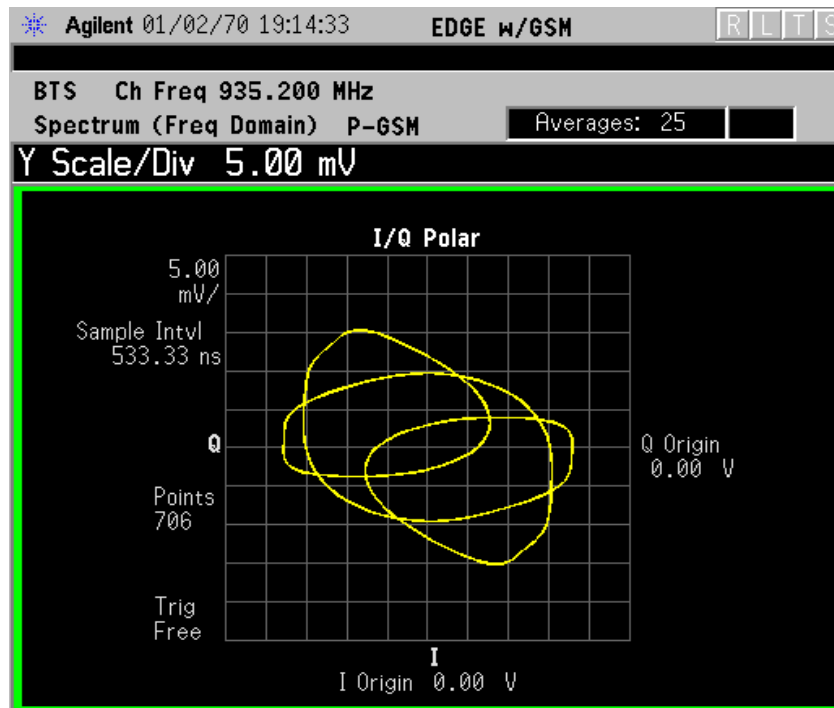 Agilent 01/02/70 19:14:33 EDGE w/GSM R L T S
BTS Ch Freq 935.200 MHz
Spectrum (Freq Domain) P-GSM Averages: 25
Y Scale/Div 5.00 mV
I/Q Polar
5.00
mV/
Sample Intvl
533.33 ns
Q
Q Origin
0.00 V
Points
706
Trig
Free
I
I Origin 0.00 V